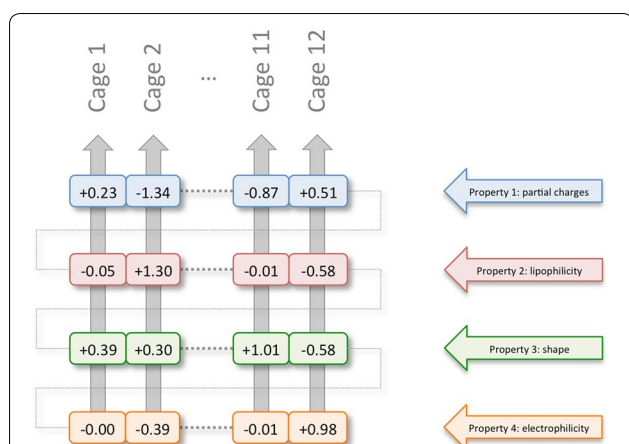 Cage 1 Cage 2 ... Cage 11 Cage 12
+0.23 -1.34 -0.87 +0.51 Property 1: partial charges
-0.05 +1.30 -0.01 -0.58 Property 2: lipophilicity
+0.39 +0.30 +1.01 -0.58 Property 3: shape
-0.00 -0.39 -0.01 +0.98 Property 4: electrophilicity